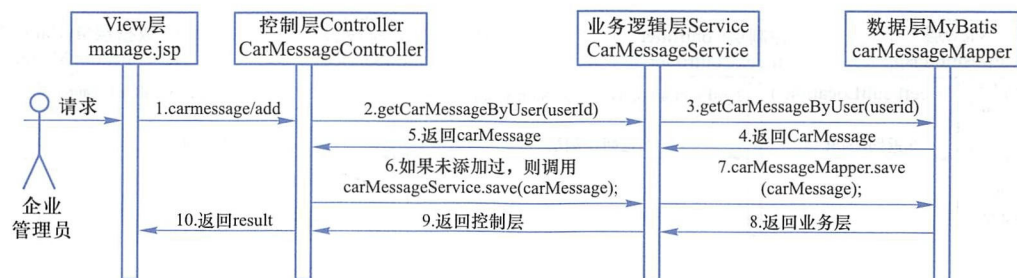 View层
manage.jsp
控制层Controller
CarMessageController
业务逻辑层Service
CarMessageService
数据层MyBatis
carMessageMapper
请求
1.carmessage/add
2.getCarMessageByUser(userId)
3.getCarMessageByUser(userid)
5.返回carMessage
4.返回CarMessage
6.如果未添加过，则调用
carMessageService.save(carMessage);
7.carMessageMapper.save
(carMessage);
企业
管理员
10.返回result
9.返回控制层
8.返回业务层